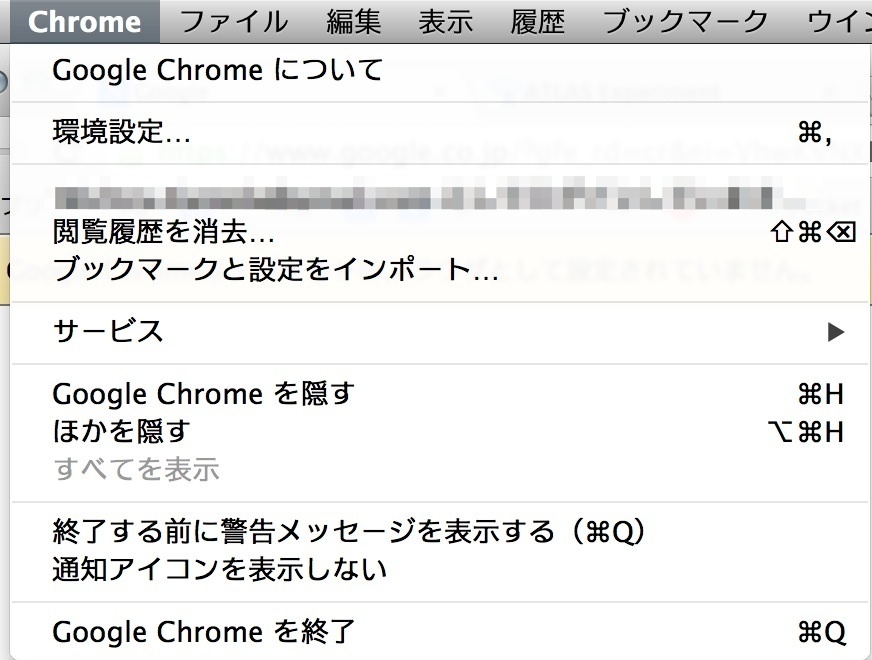 Chrome ファイル 編集 表示 履歴 ブックマーク ウイン
Google Chrome について
環境設定... ⌘,
閲覧履歴を消去... ⇧⌘⌫
ブックマークと設定をインポート...
サービス ▶
Google Chrome を隠す ⌘H
ほかを隠す ⌥⌘H
すべてを表示
終了する前に警告メッセージを表示する（⌘Q）
通知アイコンを表示しない
Google Chrome を終了 ⌘Q